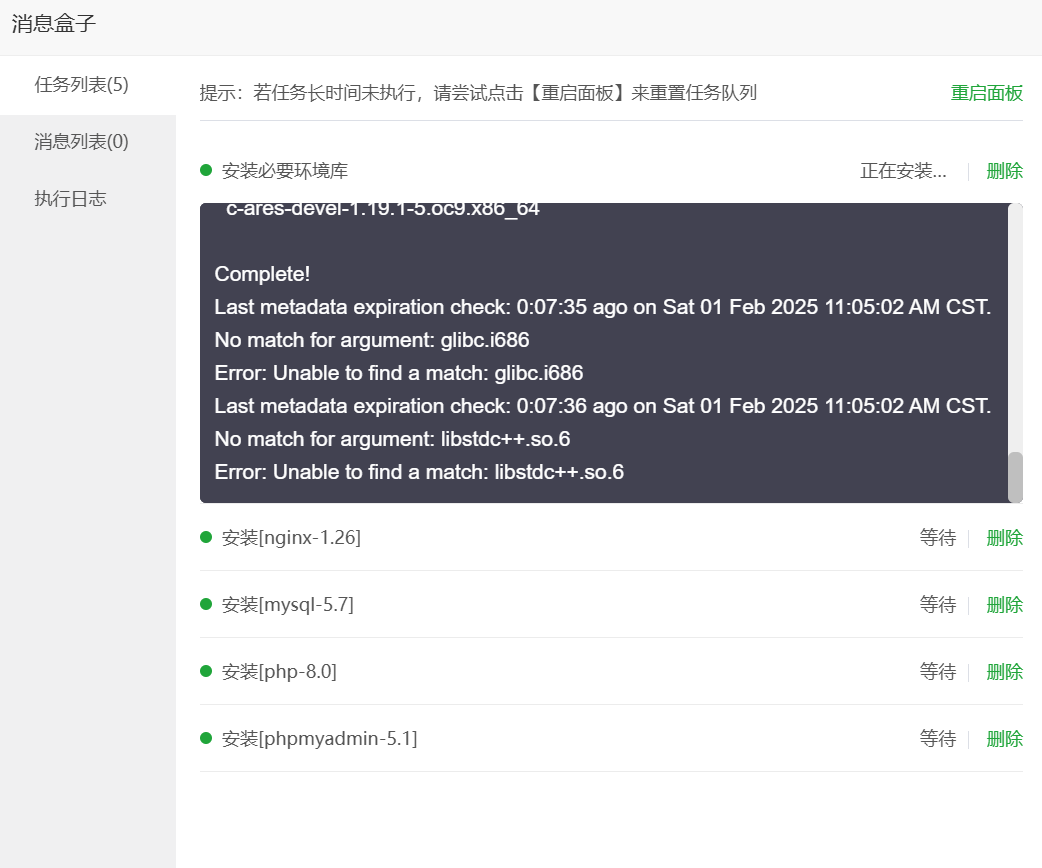 消息盒子
任务列表(5)
消息列表(0)
执行日志
提示：若任务长时间未执行，请尝试点击【重启面板】来重置任务队列 重启面板
安装必要环境库 正在安装... 删除
c-ares-devel-1.19.1-5.oc9.x86_64
Complete!
Last metadata expiration check: 0:07:35 ago on Sat 01 Feb 2025 11:05:02 AM CST.
No match for argument: glibc.i686
Error: Unable to find a match: glibc.i686
Last metadata expiration check: 0:07:36 ago on Sat 01 Feb 2025 11:05:02 AM CST.
No match for argument: libstdc++.so.6
Error: Unable to find a match: libstdc++.so.6
安装[nginx-1.26] 等待 删除
安装[mysql-5.7] 等待 删除
安装[php-8.0] 等待 删除
安装[phpmyadmin-5.1] 等待 删除